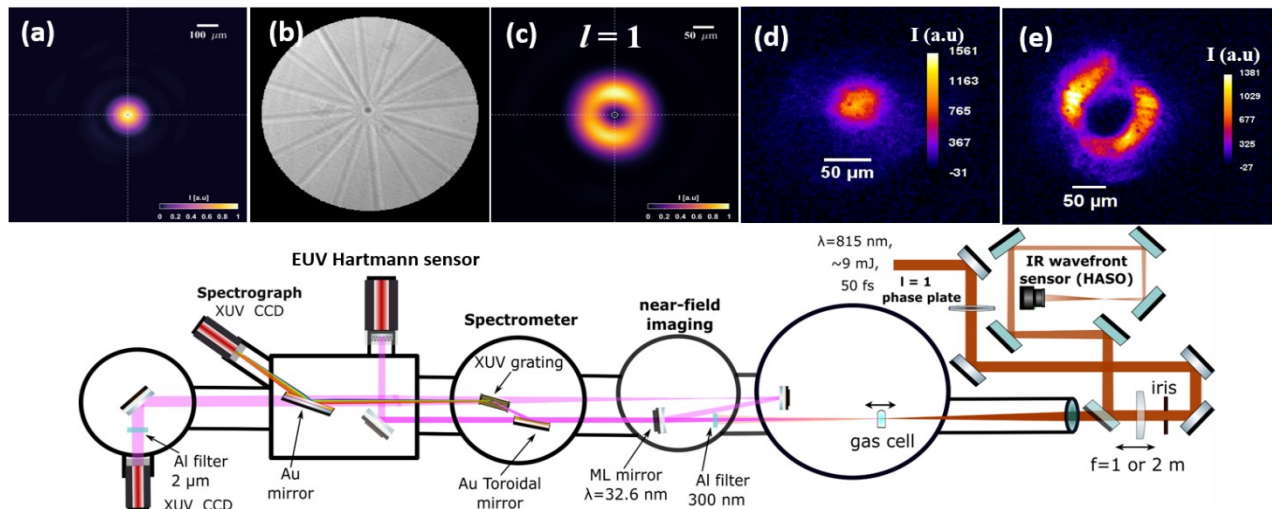 (a)
100 μm
I [a.u]
0 0.2 0.4 0.6 0.8 1
(b)
(c)
l = 1
50 μm
I [a.u]
0 0.2 0.4 0.6 0.8 1
(d)
I (a.u)
1561
1163
765
367
-31
50 μm
(e)
I (a.u)
1381
1029
677
325
-27
50 μm
EUV Hartmann sensor
Spectrograph
XUV CCD
Spectrometer
XUV grating
near-field
imaging
λ=815 nm,
~9 mJ,
50 fs
l = 1
phase plate
IR wavefront
sensor (HASO)
iris
gas cell
f=1 or 2 m
Al filter
2 μm
XUV CCD
Au
mirror
Au Toroidal
mirror
ML mirror
λ=32.6 nm
Al filter
300 nm